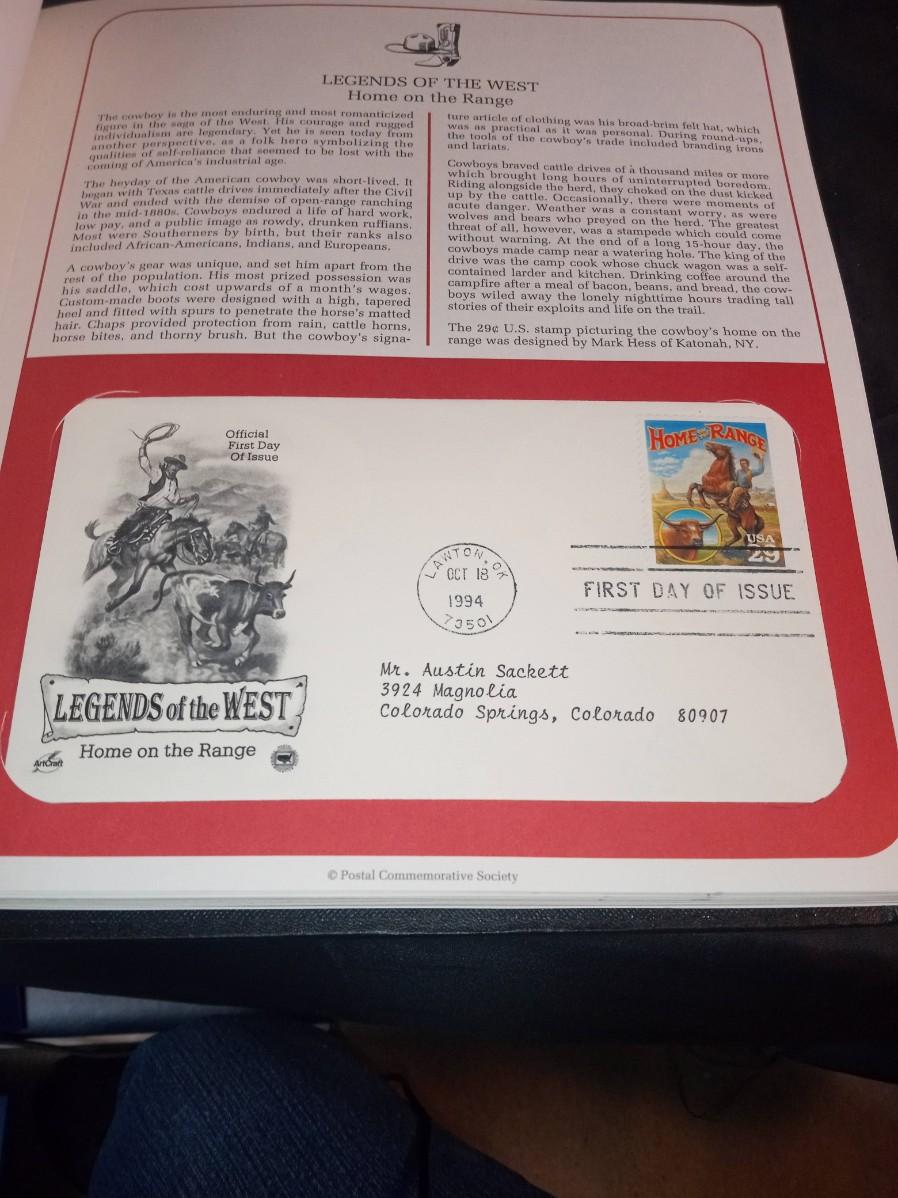 LEGENDS OF THE WEST
Home on the Range
The cowboy is the most enduring and most romanticized
figure in the saga of the West. His courage and rugged
individualism are legendary. Yet he is seen today from
another perspective, as a folk hero symbolizing the
qualities of self-reliance that seemed to be lost with the
coming of America's industrial age.
The heyday of the American cowboy was short-lived. It
began with Texas cattle drives immediately after the Civil
War and ended with the demise of open-range ranching
in the mid-1880s. Cowboys endured a life of hard work,
low pay, and a public image as rowdy, drunken ruffians.
Most were Southerners by birth, but their ranks also
included African-Americans, Indians, and Europeans.
A cowboy's gear was unique, and set him apart from the
rest of the population. His most prized possession was
his saddle, which cost upwards of a month's wages.
Custom-made boots were designed with a high, tapered
heel and fitted with spurs to penetrate the horse's matted
hair. Chaps provided protection from rain, cattle horns,
horse bites, and thorny brush. But the cowboy's signa-
ture article of clothing was his broad-brim felt hat, which
was as practical as it was personal. During round-ups,
the tools of the cowboy's trade included branding irons
and lariats.
Cowboys braved cattle drives of a thousand miles or more
which brought long hours of uninterrupted boredom.
Riding alongside the herd, they choked on the dust kicked
up by the cattle. Occasionally, there were moments of
acute danger. Weather was a constant worry, as were
wolves and bears who preyed on the herd. The greatest
threat of all, however, was a stampede which could come
without warning. At the end of a long 15-hour day, the
cowboys made camp near a watering hole. The king of the
drive was the camp cook whose chuck wagon was a self-
contained larder and kitchen. Drinking coffee around the
campfire after a meal of bacon, beans, and bread, the cow-
boys wiled away the lonely nighttime hours trading tall
stories of their exploits and life on the trail.
The 29¢ U.S. stamp picturing the cowboy's home on the
range was designed by Mark Hess of Katonah, NY.
Official
First Day
Of Issue
HOME ON THE RANGE
USA
29
LAWTON, OK
OCT 18
1994
73501
FIRST DAY OF ISSUE
Mr. Austin Sackett
3924 Magnolia
Colorado Springs, Colorado 80907
LEGENDS of the WEST
Home on the Range
ArtCraft
© Postal Commemorative Society